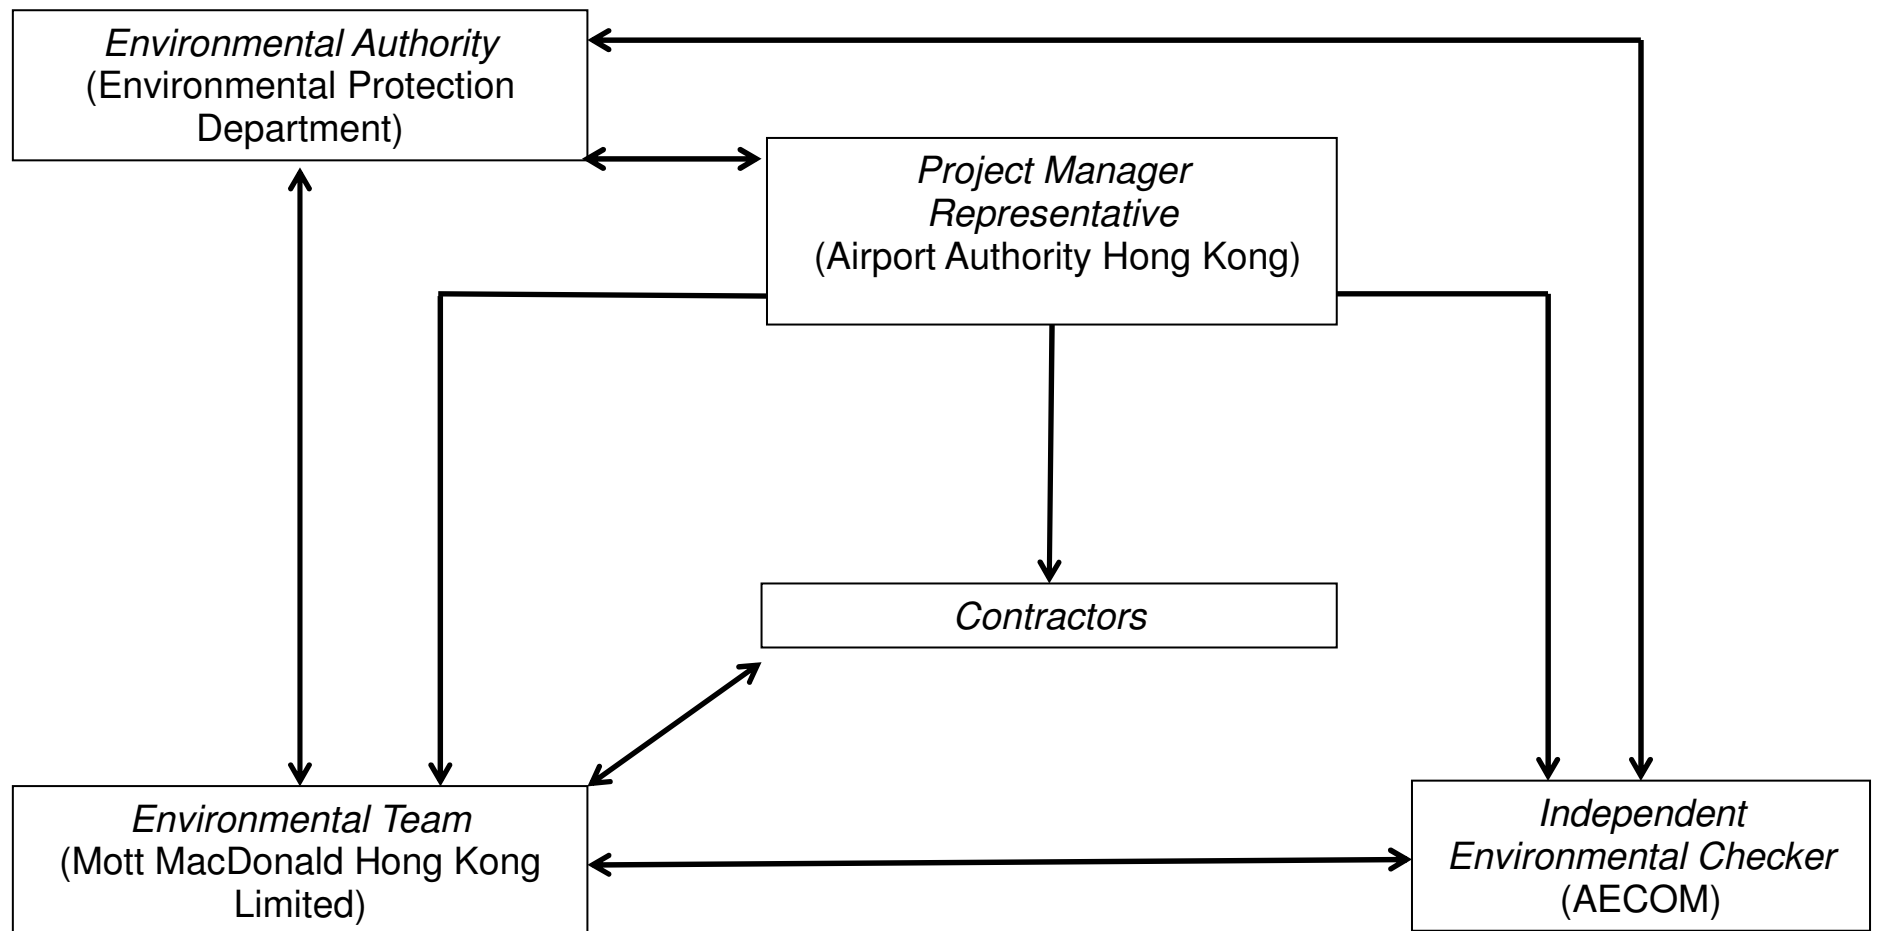 Environmental Authority
(Environmental Protection
Department)
Project Manager
Representative
(Airport Authority Hong Kong)
Contractors
Environmental Team
(Mott MacDonald Hong Kong
Limited)
Independent
Environmental Checker
(AECOM)